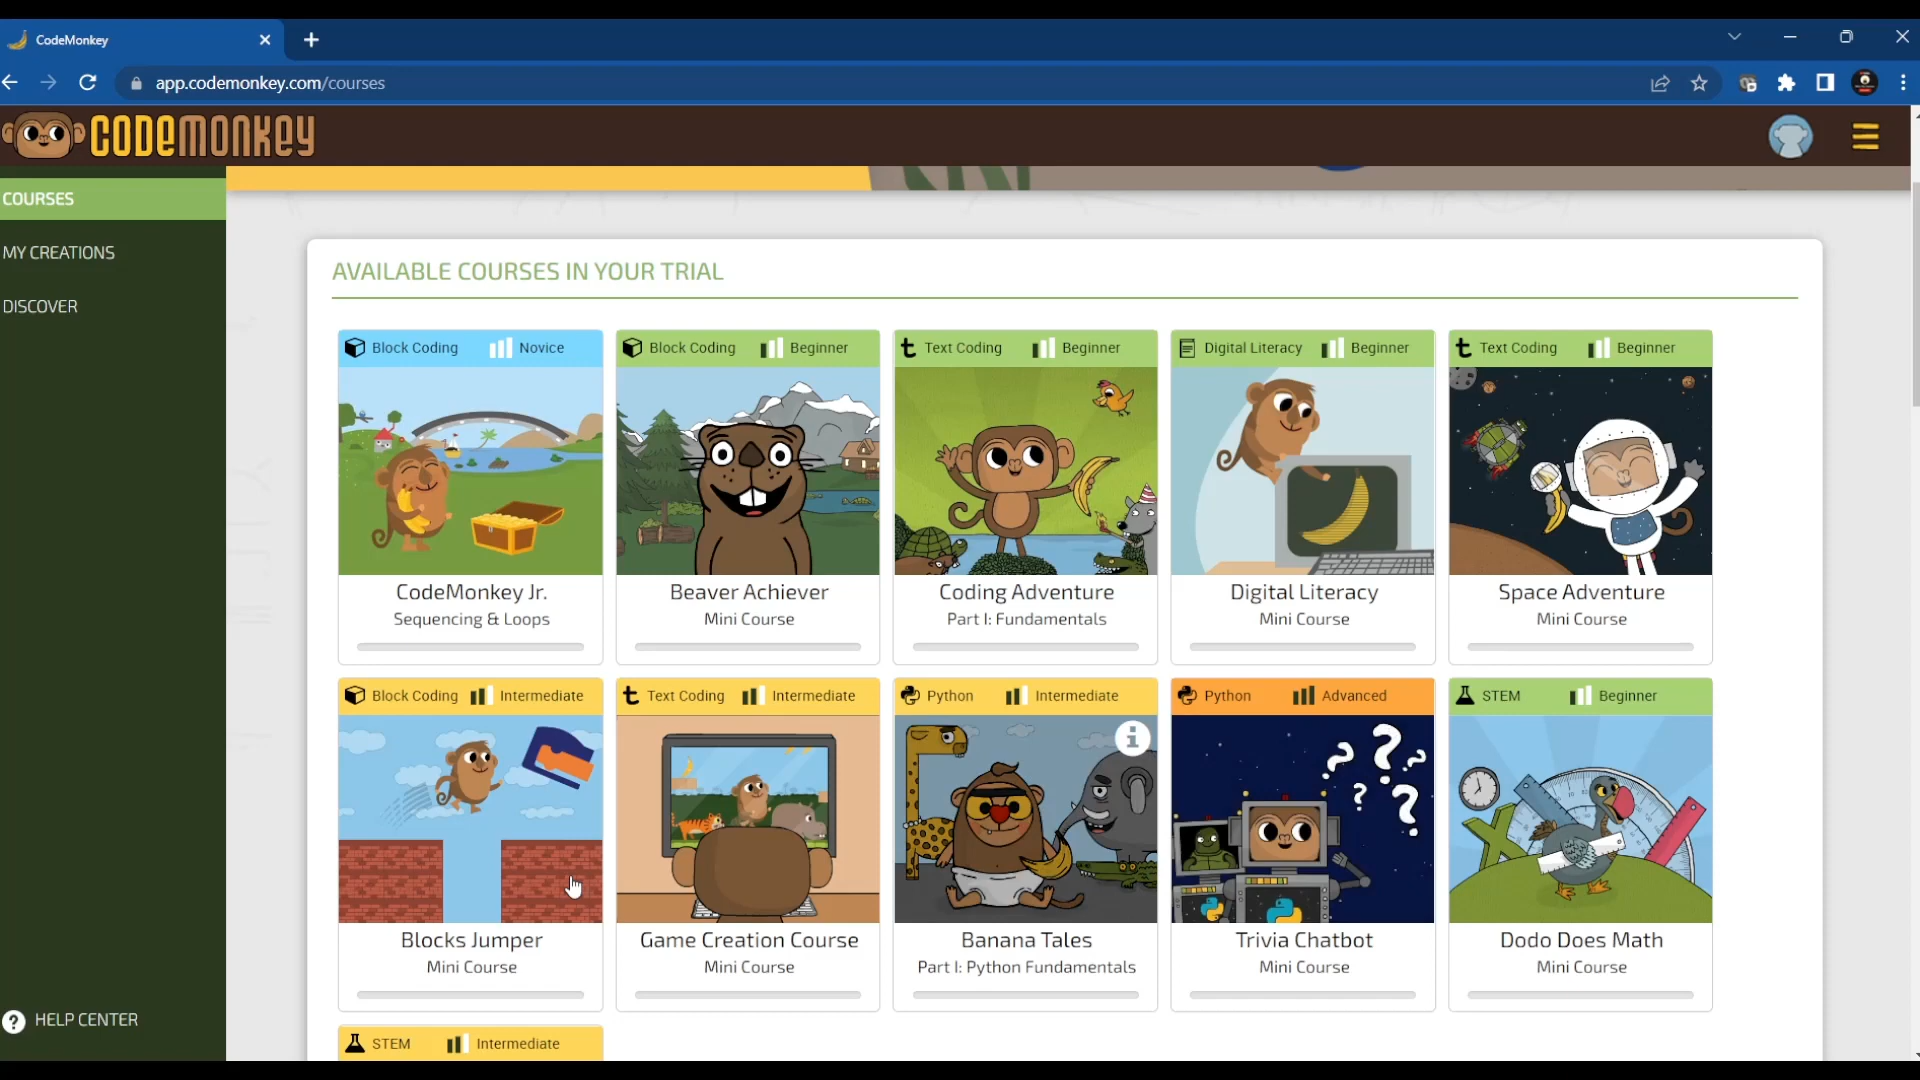 CodeMonkey
app.codemonkey.com/courses
CODEMONKEY
COURSES
MY CREATIONS
DISCOVER
AVAILABLE COURSES IN YOUR TRIAL
Block Coding Novice
CodeMonkey Jr.
Sequencing & Loops
Block Coding Beginner
Beaver Achiever
Mini Course
Text Coding Beginner
Coding Adventure
Part I: Fundamentals
Digital Literacy Beginner
Digital Literacy
Mini Course
Text Coding Beginner
Space Adventure
Mini Course
Block Coding Intermediate
Blocks Jumper
Mini Course
Text Coding Intermediate
Game Creation Course
Mini Course
Python Intermediate
Banana Tales
Part I: Python Fundamentals
Python Advanced
Trivia Chatbot
Mini Course
STEM Beginner
Dodo Does Math
Mini Course
STEM Intermediate
? HELP CENTER